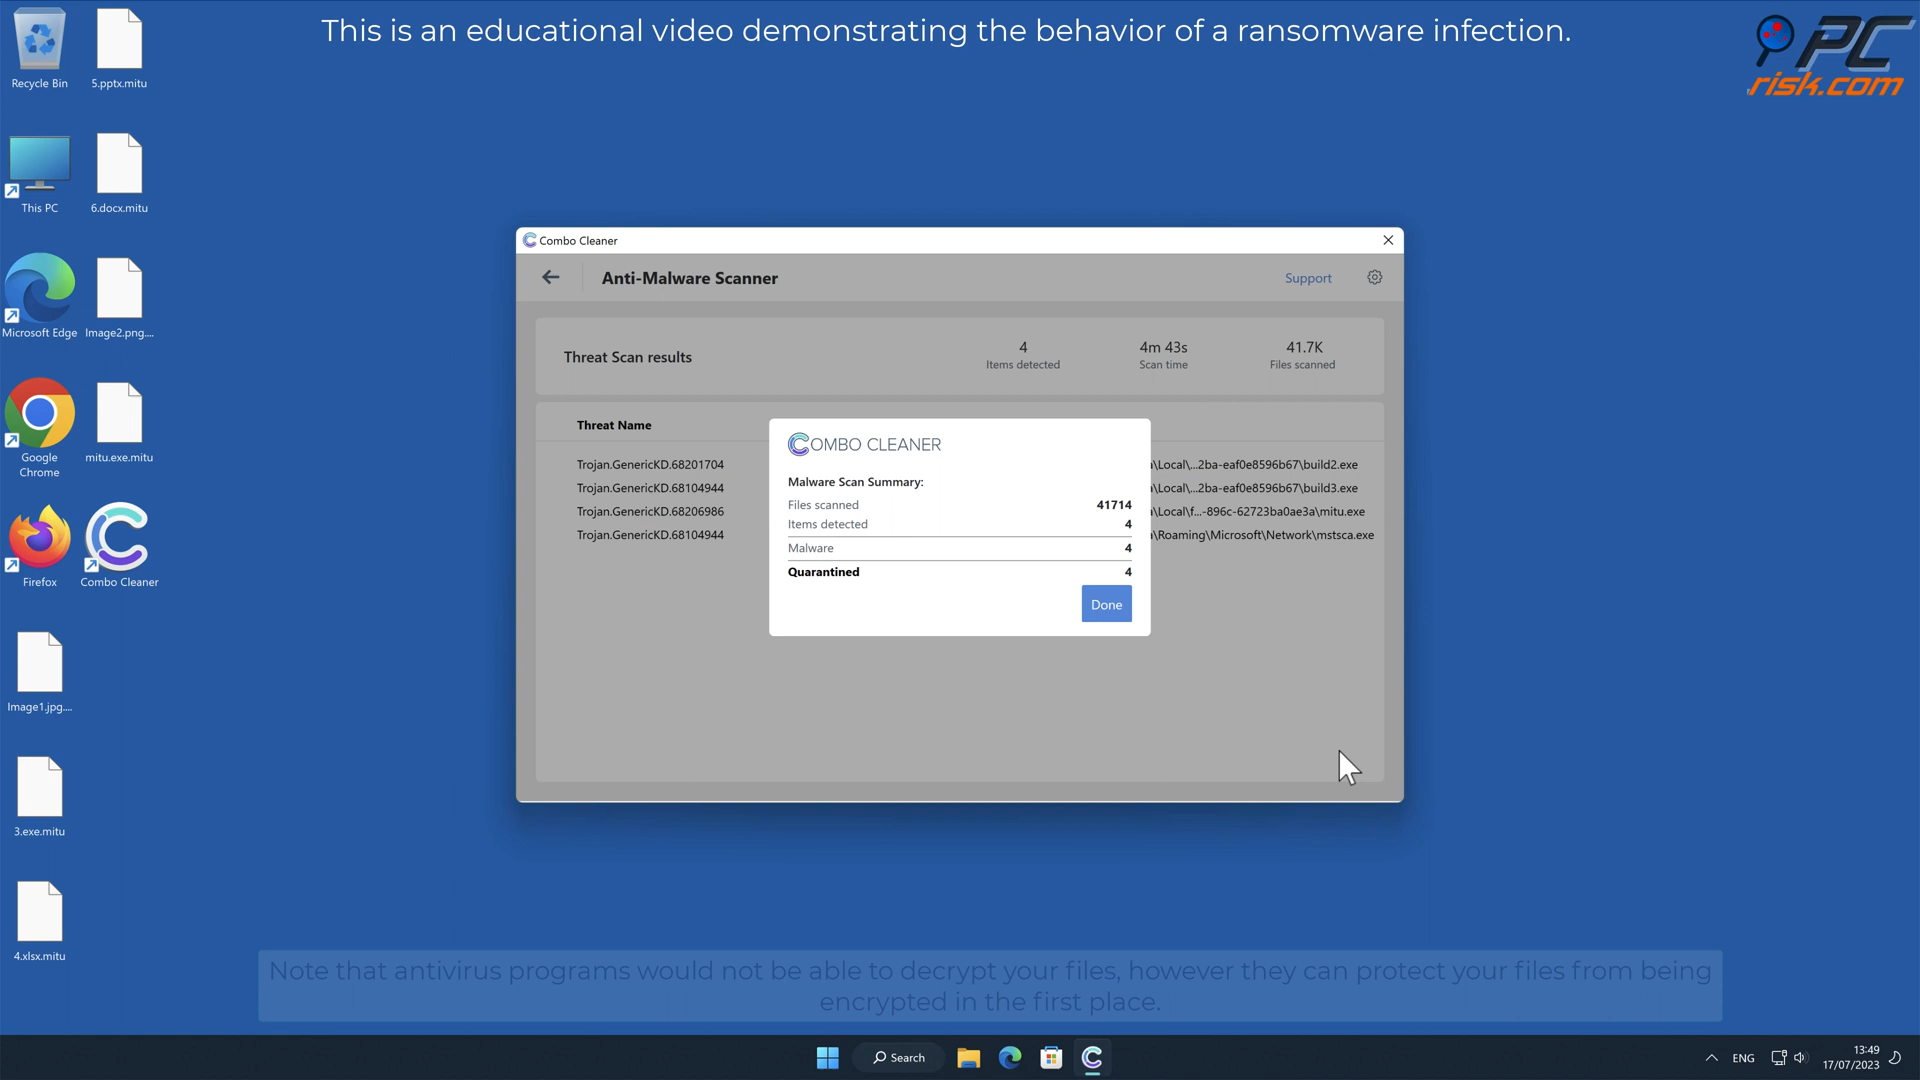 This is an educational video demonstrating the behavior of a ransomware infection.
PC
risk.com
Recycle Bin
5.pptx.mitu
This PC
6.docx.mitu
Microsoft Edge
Image2.png....
Google
Chrome
mitu.exe.mitu
Firefox
Combo Cleaner
Image1.jpg....
3.exe.mitu
4.xlsx.mitu
Combo Cleaner
Anti-Malware Scanner
Support
Threat Scan results
4
Items detected
4m 43s
Scan time
41.7K
Files scanned
Threat Name
Trojan.GenericKD.68201704
\Local\...2ba-eaf0e8596b67\build2.exe
Trojan.GenericKD.68104944
\Local\...2ba-eaf0e8596b67\build3.exe
Trojan.GenericKD.68206986
\Local\f...-896c-62723ba0ae3a\mitu.exe
Trojan.GenericKD.68104944
\Roaming\Microsoft\Network\mstsca.exe
COMBO CLEANER
Malware Scan Summary:
Files scanned 41714
Items detected 4
Malware 4
Quarantined 4
Done
Note that antivirus programs would not be able to decrypt your files, however they can protect your files from being
encrypted in the first place.
Search
ENG
13:49
17/07/2023